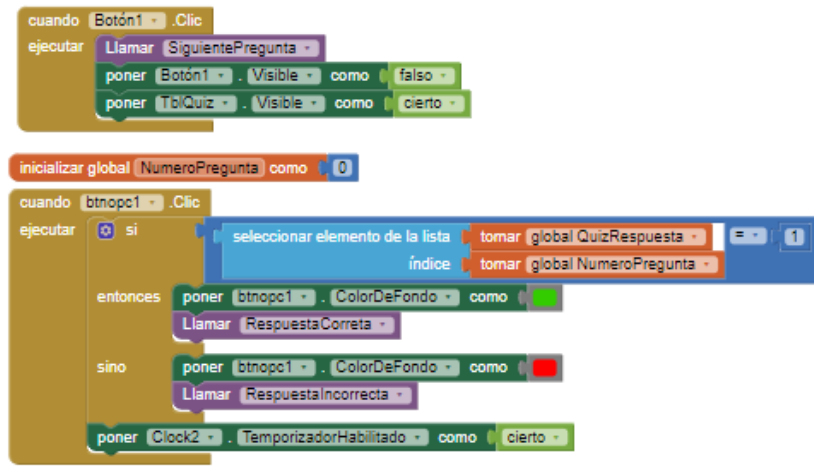 cuando Botón1 .Clic
ejecutar Llamar SiguientePregunta
poner Botón1 . Visible como falso
poner TblQuiz . Visible como cierto
inicializar global NumeroPregunta como 0
cuando btnopc1 .Clic
ejecutar si seleccionar elemento de la lista tomar global QuizRespuesta = 1
índice tomar global NumeroPregunta
entonces poner btnopc1 . ColorDeFondo como
Llamar RespuestaCorreta
sino poner btnopc1 . ColorDeFondo como
Llamar RespuestaIncorrecta
poner Clock2 . TemporizadorHabilitado como cierto